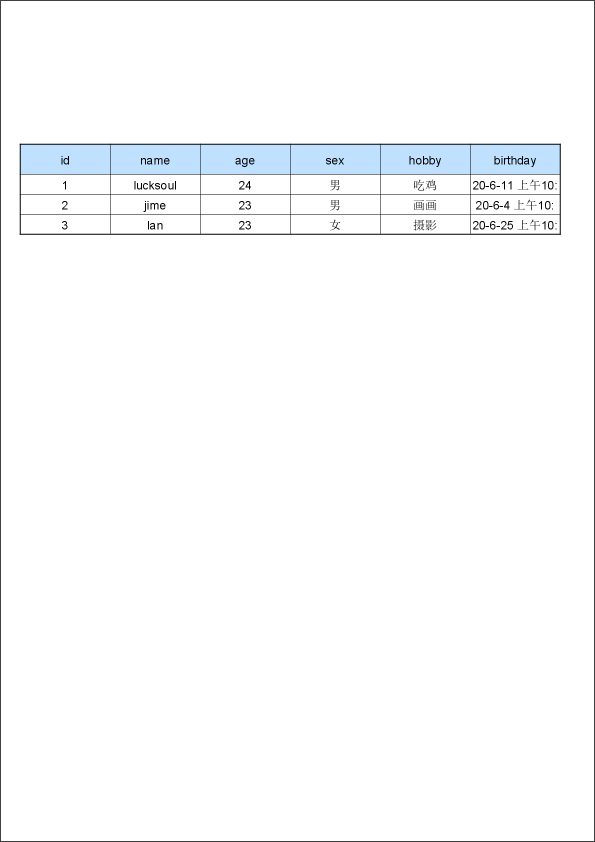 id name age sex hobby birthday
1 lucksoul 24 男 吃鸡 20-6-11 上午10:
2 jime 23 男 画画 20-6-4 上午10:
3 lan 23 女 摄影 20-6-25 上午10: